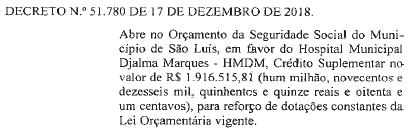 DECRETO N.º 51.780 DE 17 DE DEZEMBRO DE 2018.
Abre no Orçamento da Seguridade Social do Muni-
cípio de São Luís, em favor do Hospital Municipal
Djalma Marques - HMDM, Crédito Suplementar no
valor de R$ 1.916.515,81 (hum milhão, novecentos e
dezesseis mil, quinhentos e quinze reais e oitenta e
um centavos), para reforço de dotações constantes da
Lei Orçamentária vigente.